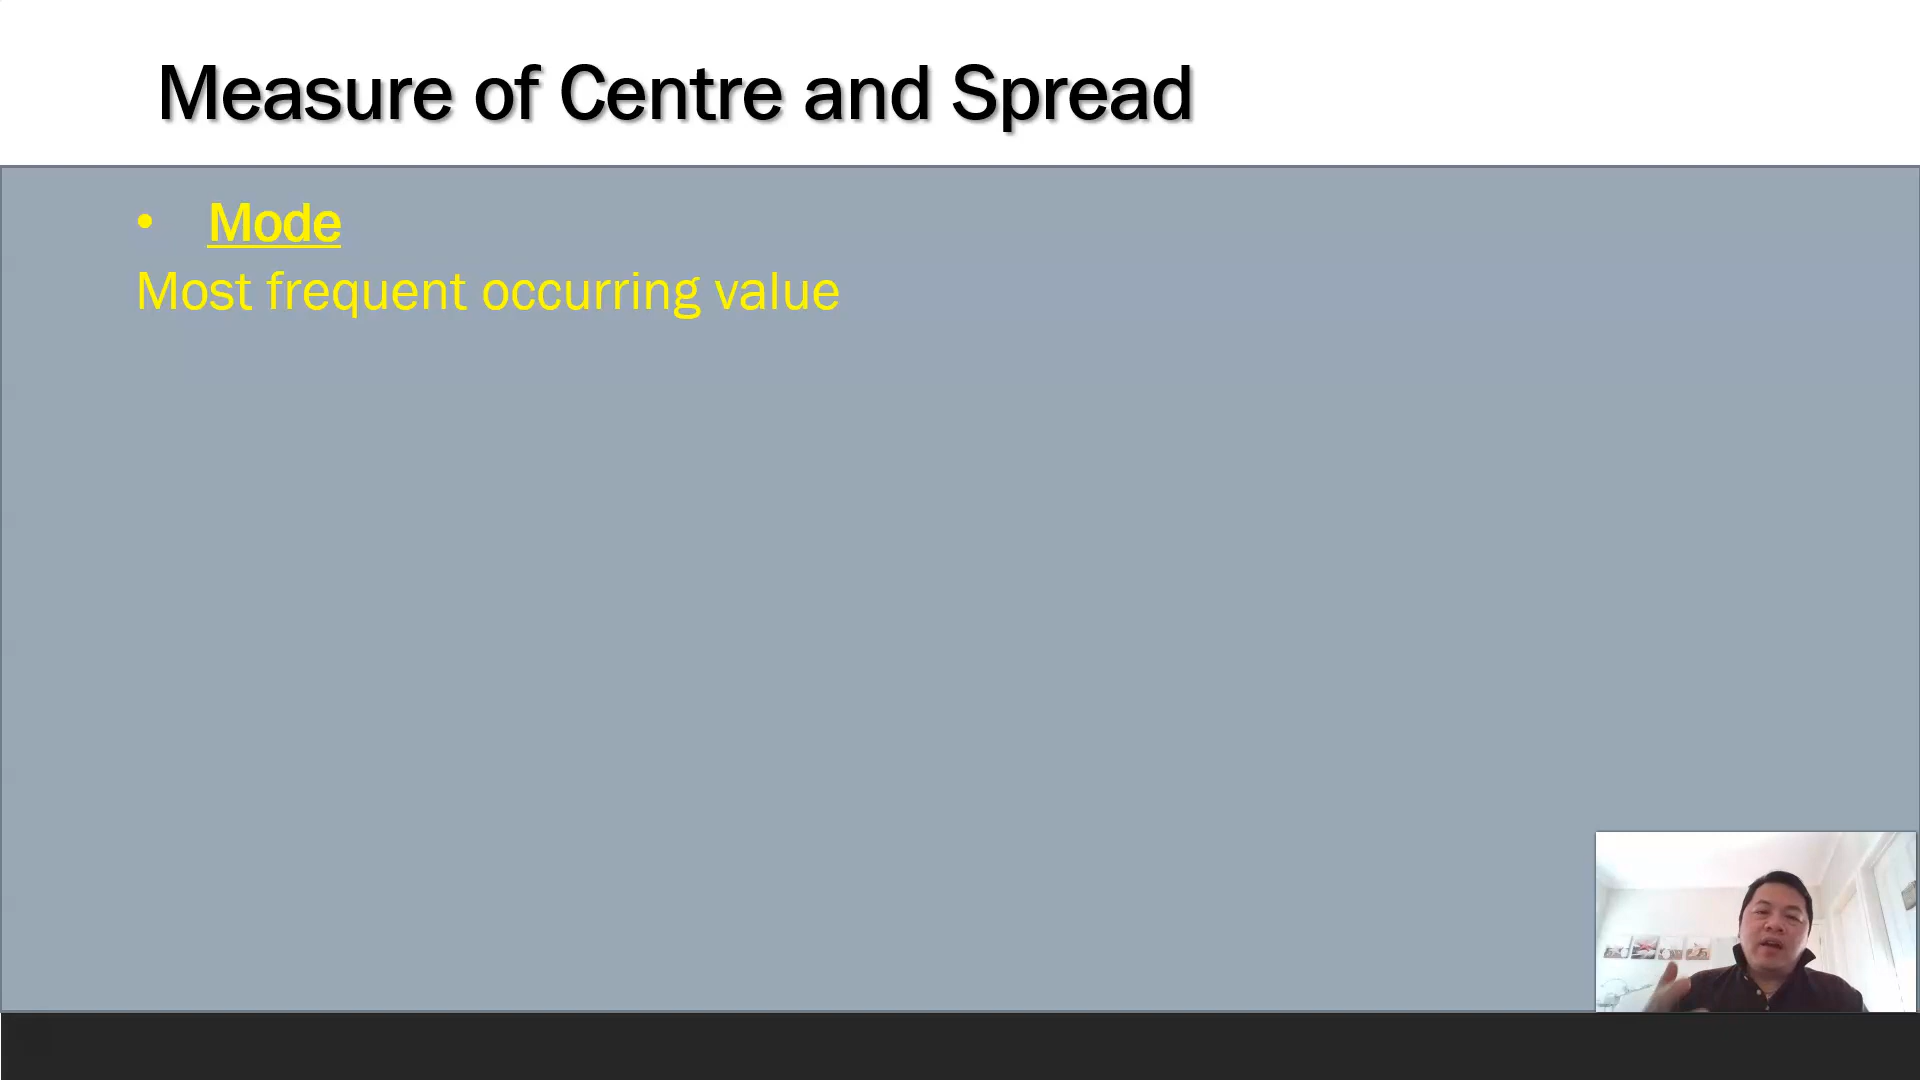 Measure of Centre and Spread
• Mode
Most frequent occurring value